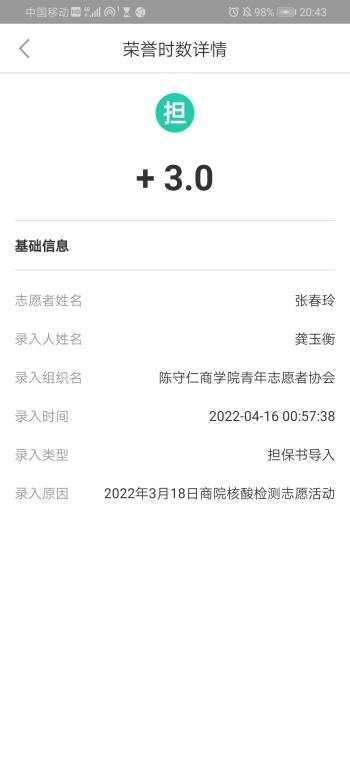 中国移动 HD 98% 20:43
荣誉时数详情
担
+ 3.0
基础信息
志愿者姓名 张春玲
录入人姓名 龚玉衡
录入组织名 陈守仁商学院青年志愿者协会
录入时间 2022-04-16 00:57:38
录入类型 担保书导入
录入原因 2022年3月18日商院核酸检测志愿活动